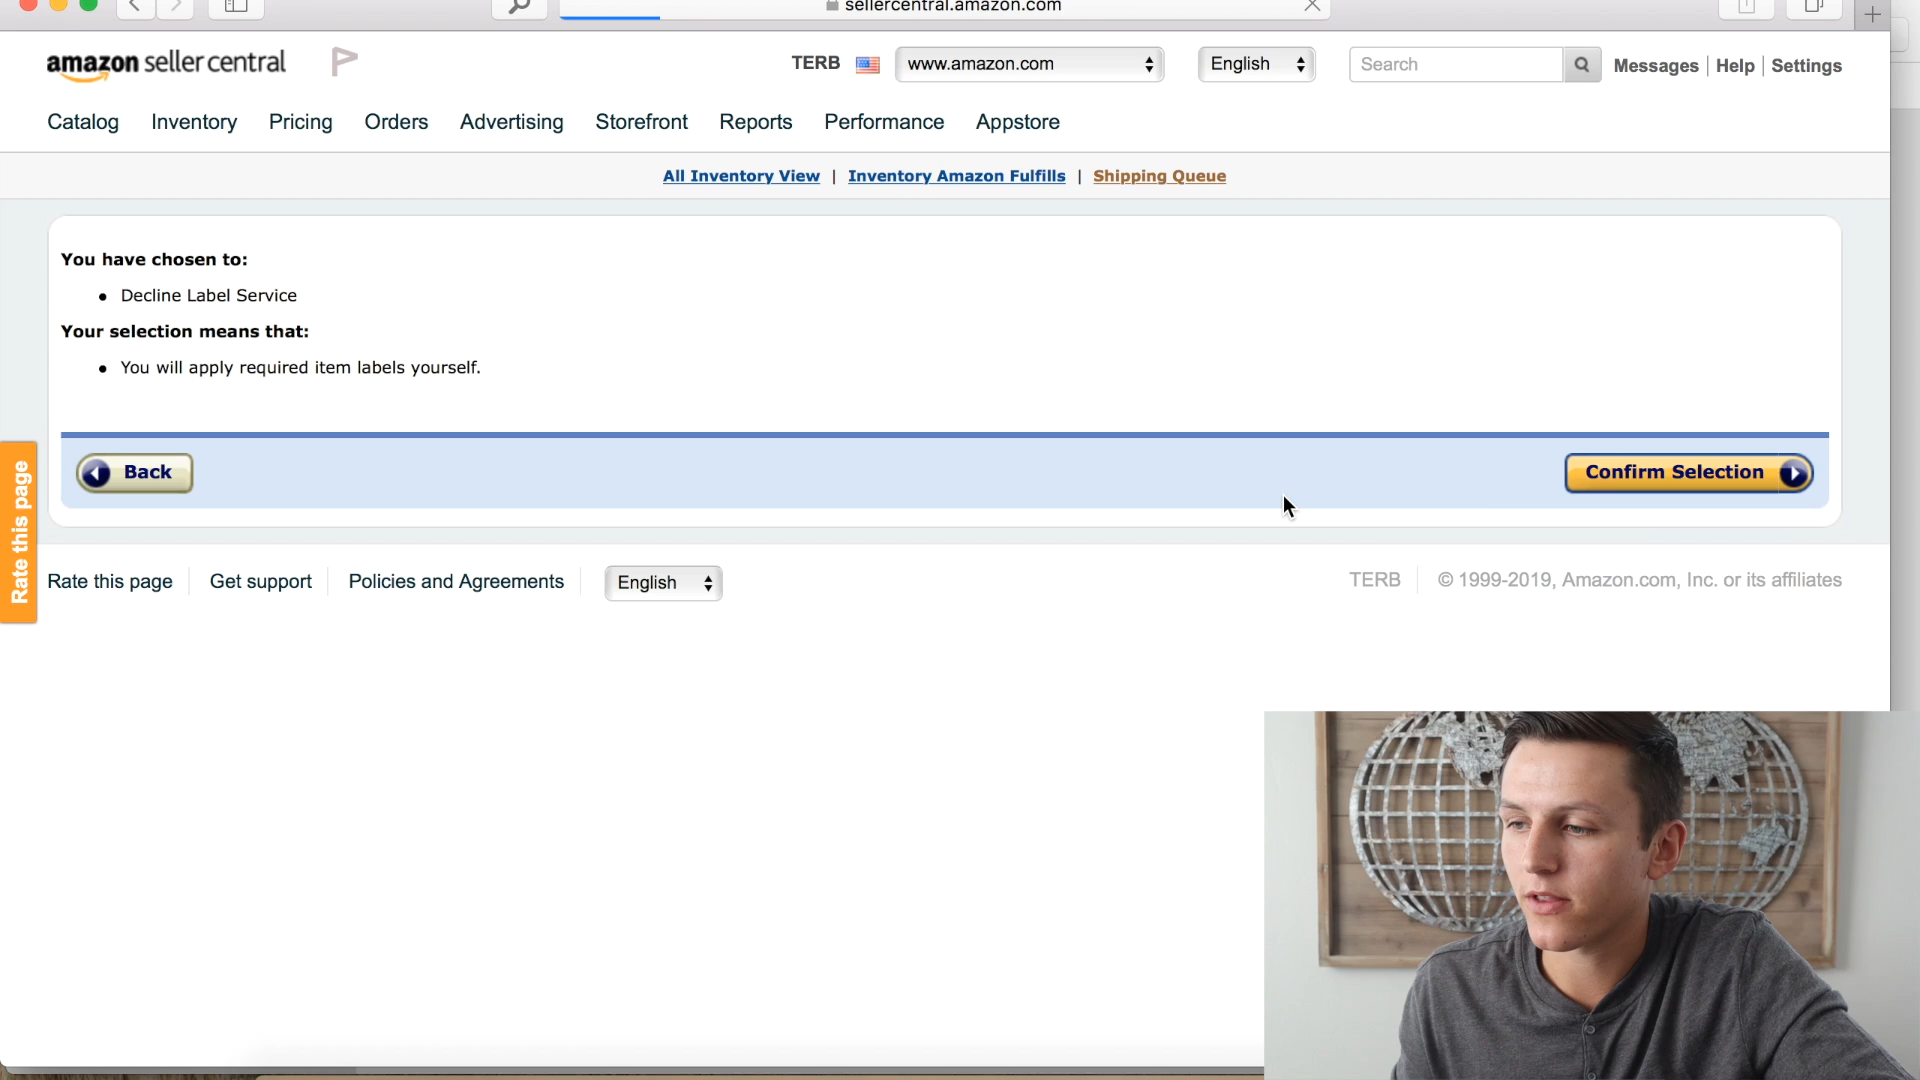 sellercentral.amazon.com
amazon seller central TERB www.amazon.com English Search Messages Help Settings
Catalog Inventory Pricing Orders Advertising Storefront Reports Performance Appstore
All Inventory View | Inventory Amazon Fulfills | Shipping Queue
You have chosen to:
Decline Label Service
Your selection means that:
You will apply required item labels yourself.
Back Confirm Selection
Rate this page
Rate this page Get support Policies and Agreements English TERB © 1999-2019, Amazon.com, Inc. or its affiliates